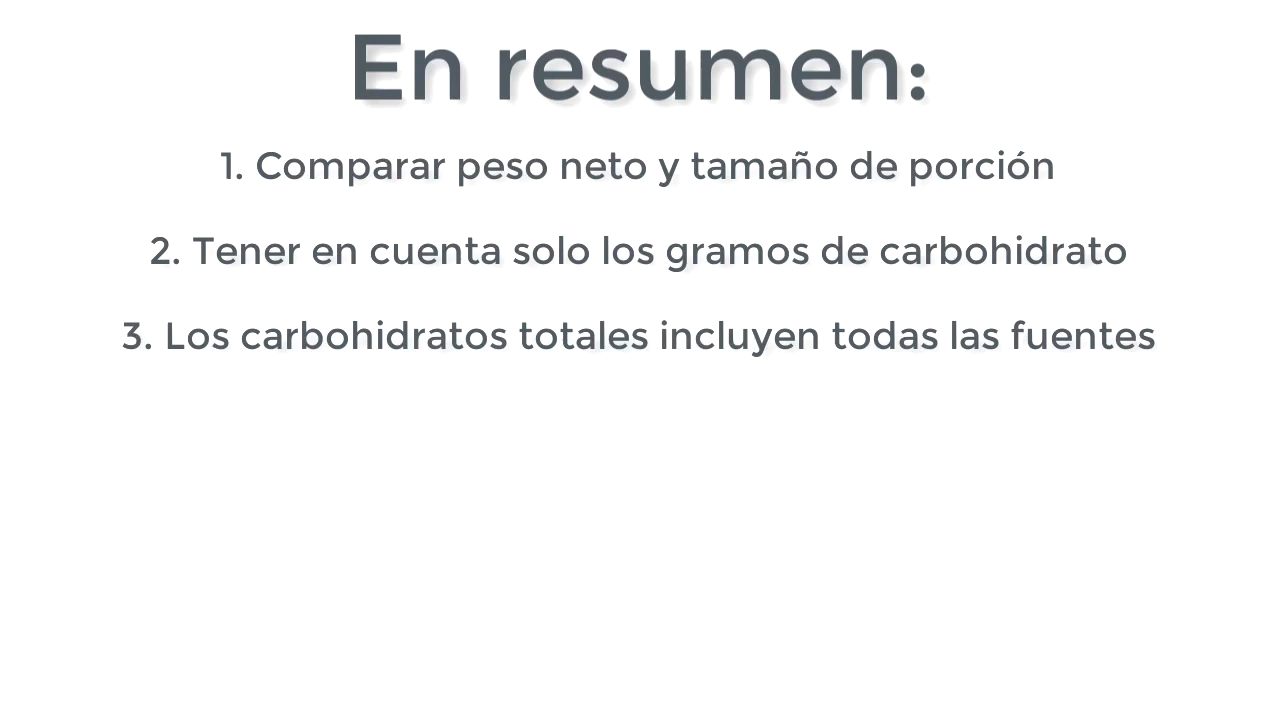 En resumen:
1. Comparar peso neto y tamaño de porción
2. Tener en cuenta solo los gramos de carbohidrato
3. Los carbohidratos totales incluyen todas las fuentes